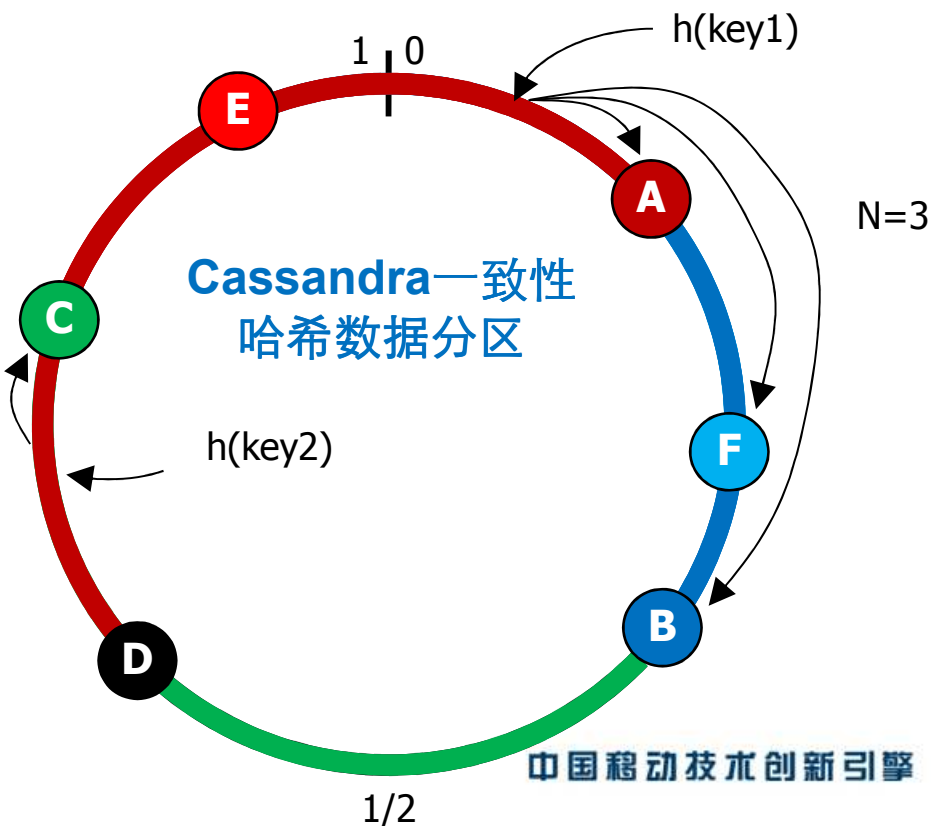 1 0
h(key1)
E
A
N=3
Cassandra一致性
哈希数据分区
C
h(key2)
F
B
D
中国移动技术创新引擎
1/2